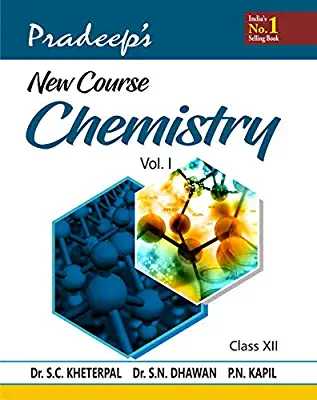 Pradeep's
India's
No.1
Selling Book
New Course
Chemistry
Vol. I
Class XII
Dr. S.C. KHETERPAL Dr. S.N. DHAWAN P.N. KAPIL